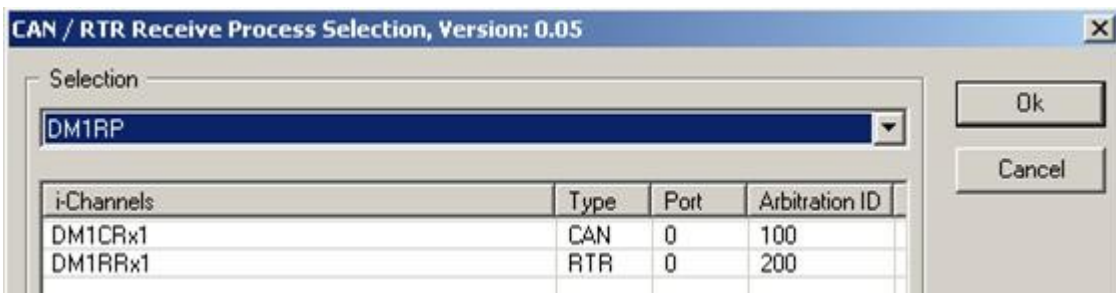 CAN / RTR Receive Process Selection, Version: 0.05
Selection
DM1RP
Ok
Cancel
i-Channels Type Port Arbitration ID
DM1CRx1 CAN 0 100
DM1RRx1 RTR 0 200